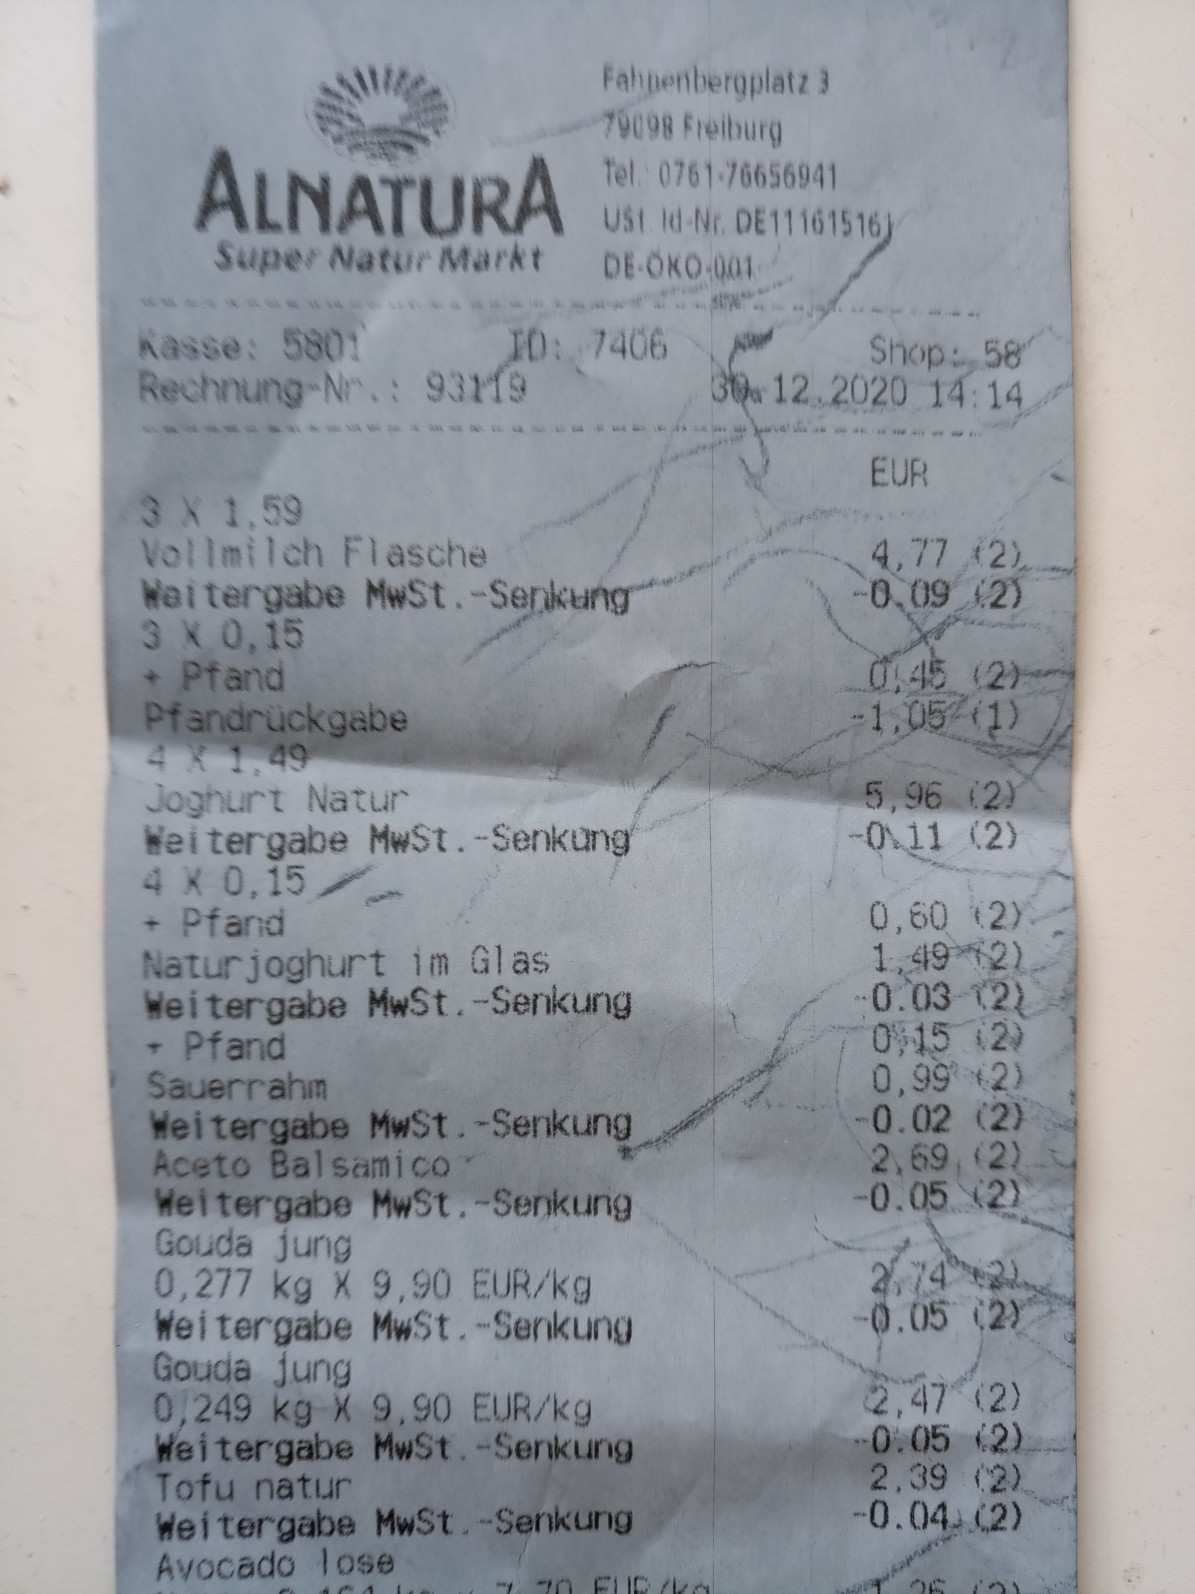 ALNATURA
Super Natur Markt
Fahnenbergplatz 3
79098 Freiburg
Tel.: 0761-76656941
USt. Id-Nr. DE111615161
DE-ÖKO-001
Kasse: 5801 ID: 7406 Shop: 58
Rechnung-Nr.: 93119 30.12.2020 14:14
EUR
3 X 1,59
Vollmilch Flasche 4,77 (2)
Weitergabe MwSt.-Senkung -0.09 (2)
3 X 0,15
+ Pfand 0,45 (2)
Pfandrückgabe -1,05 (1)
4 X 1,49
Joghurt Natur 5,96 (2)
Weitergabe MwSt.-Senkung -0.11 (2)
4 X 0,15
+ Pfand 0,60 (2)
Naturjoghurt im Glas 1,49 (2)
Weitergabe MwSt.-Senkung -0.03 (2)
+ Pfand 0,15 (2)
Sauerrahm 0,99 (2)
Weitergabe MwSt.-Senkung -0.02 (2)
Aceto Balsamico 2,69 (2)
Weitergabe MwSt.-Senkung -0.05 (2)
Gouda jung
0,277 kg X 9,90 EUR/kg 2,74 (2)
Weitergabe MwSt.-Senkung -0.05 (2)
Gouda jung
0,249 kg X 9,90 EUR/kg 2,47 (2)
Weitergabe MwSt.-Senkung -0.05 (2)
Tofu natur 2,39 (2)
Weitergabe MwSt.-Senkung -0.04 (2)
Avocado lose
7,70 EUR/kg